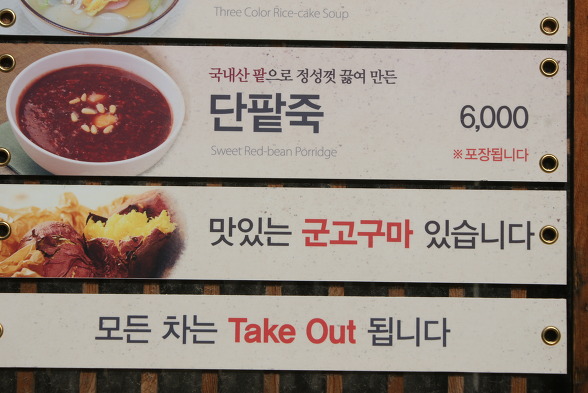 Three Color Rice-cake Soup
국내산 팥으로 정성껏 끓여 만든
단팥죽
6,000
Sweet Red-bean Porridge
※포장됩니다
맛있는 군고구마 있습니다
모든 차는 Take Out 됩니다